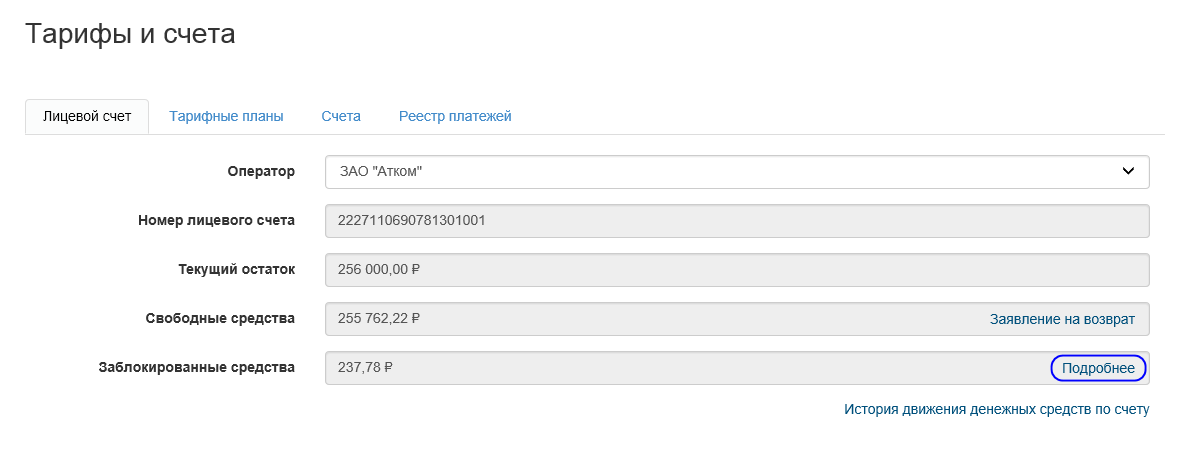 Тарифы и счета
Лицевой счет Тарифные планы Счета Реестр платежей
Оператор ЗАО "Атком"
Номер лицевого счета 2227110690781301001
Текущий остаток 256 000,00 ₽
Свободные средства 255 762,22 ₽ Заявление на возврат
Заблокированные средства 237,78 ₽ Подробнее
История движения денежных средств по счету